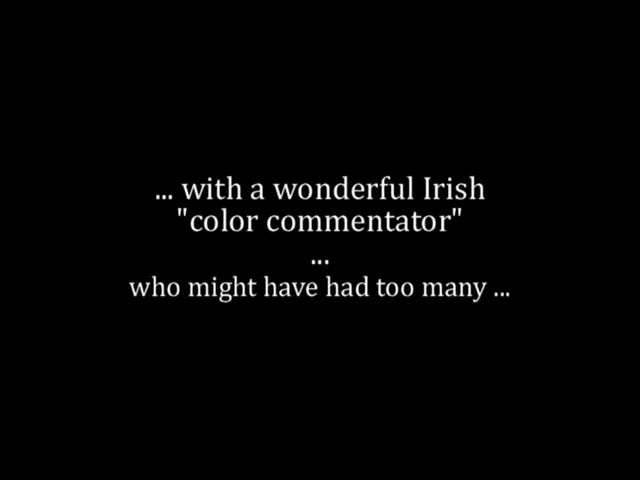 ... with a wonderful Irish
"color commentator"
...
who might have had too many ...